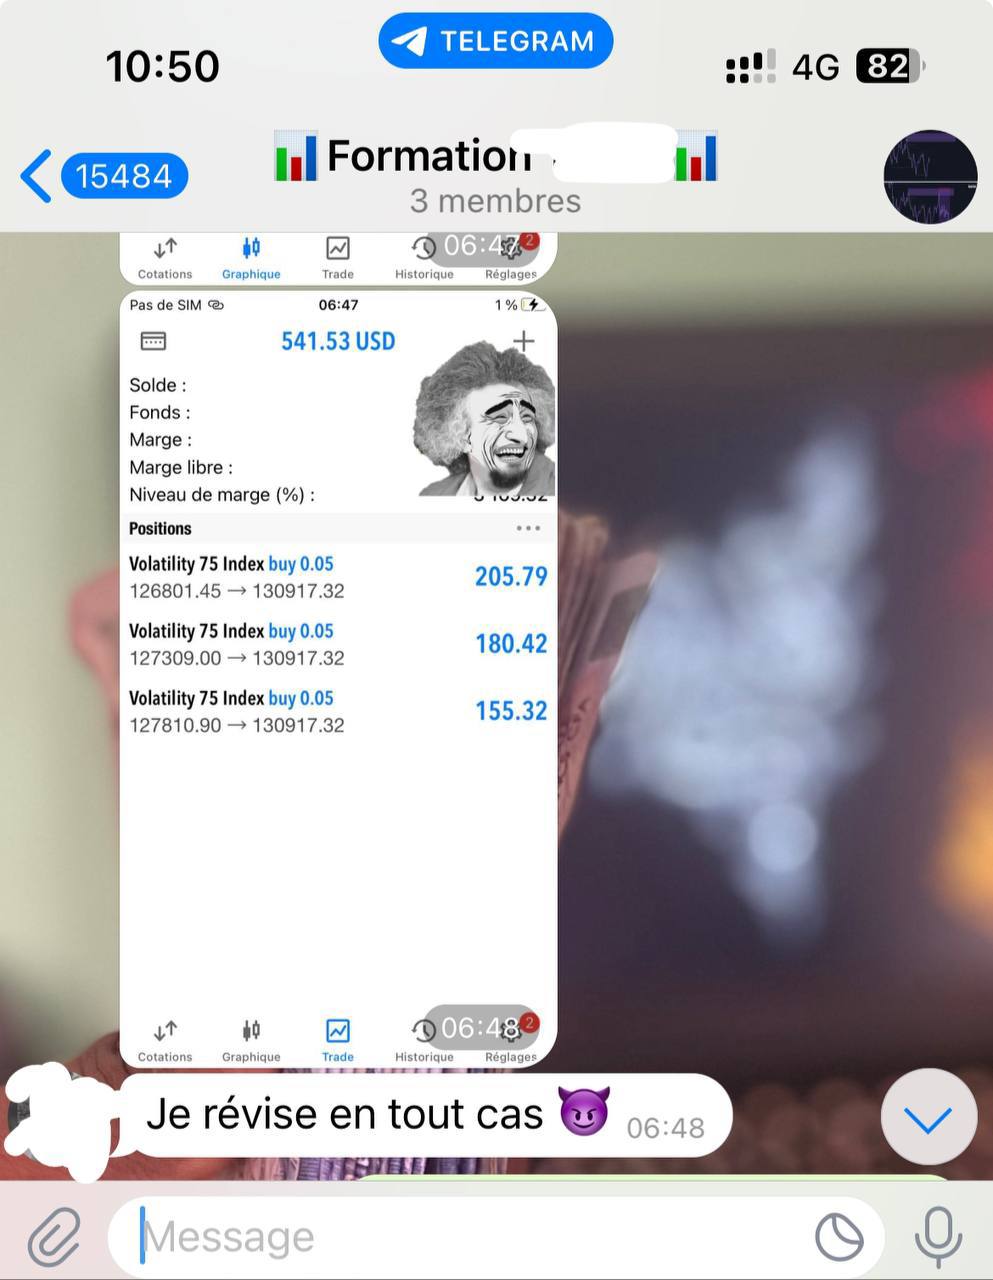 10:50
TELEGRAM
4G
82
15484
📊 Formation 📊
3 membres
06:47
2
Cotations
Graphique
Trade
Historique
Réglages
Pas de SIM
06:47
1 %
541.53 USD
Solde :
Fonds :
Marge :
Marge libre :
Niveau de marge (%) :
Positions
Volatility 75 Index buy 0.05
205.79
126801.45 → 130917.32
Volatility 75 Index buy 0.05
180.42
127309.00 → 130917.32
Volatility 75 Index buy 0.05
155.32
127810.90 → 130917.32
06:48
2
Cotations
Graphique
Trade
Historique
Réglages
Je révise en tout cas 😈
06:48
Message